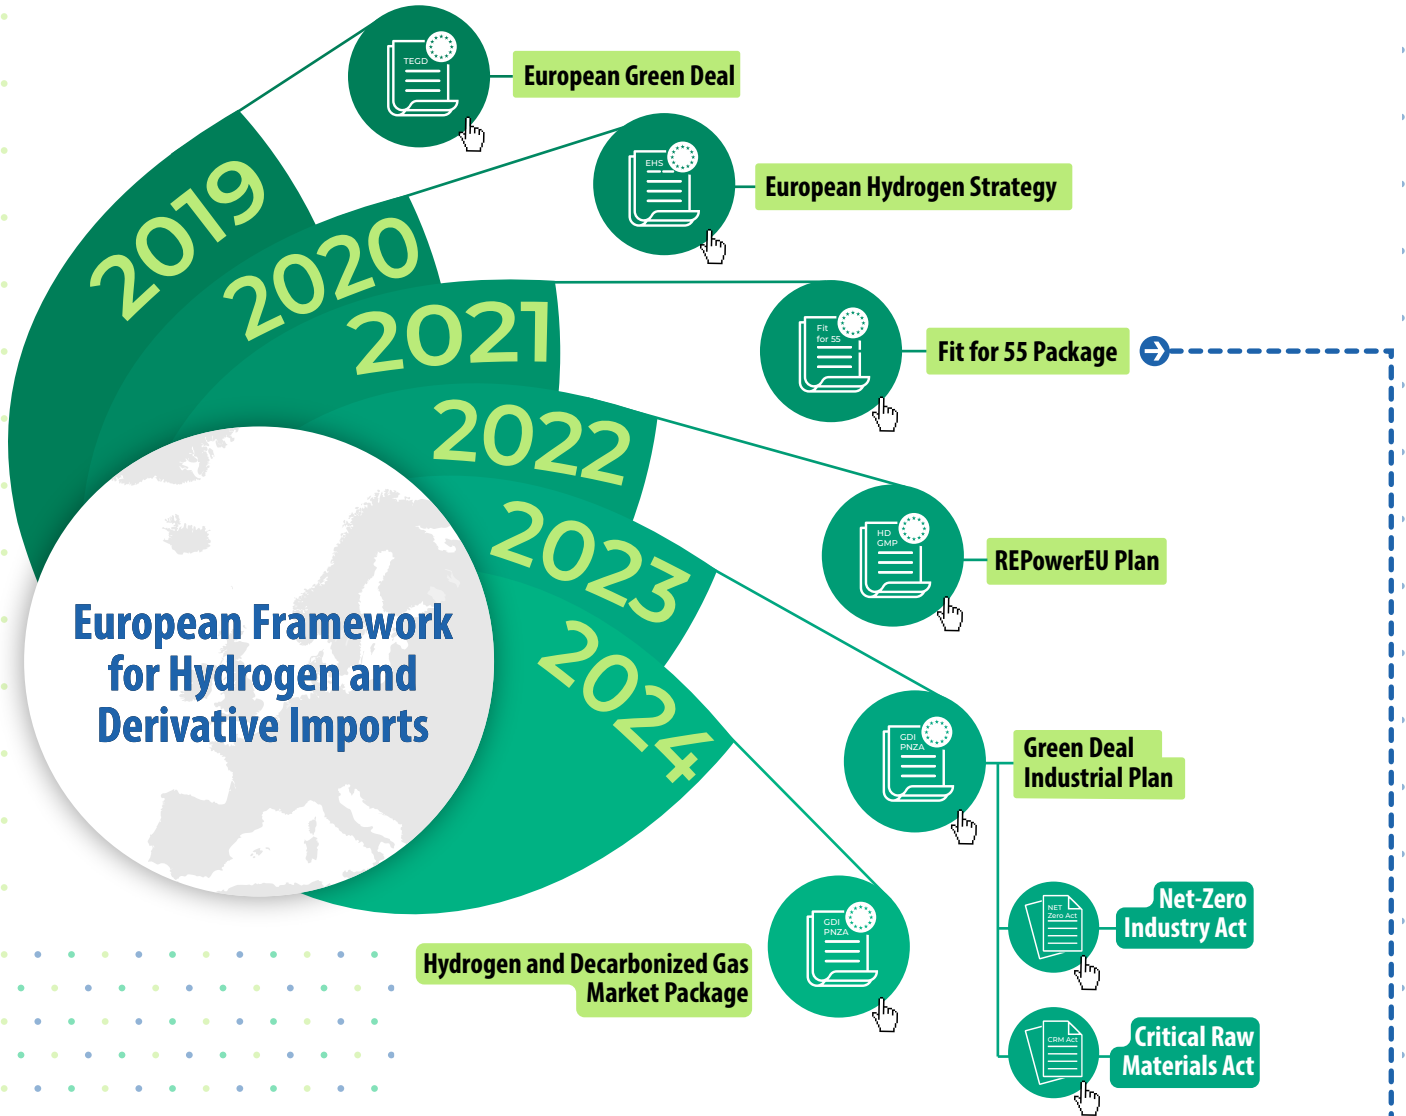 TEGD
European Green Deal
2019
EHS
European Hydrogen Strategy
2020
2021
Fit
for 55
Fit for 55 Package
2022
HD
GMP
REPowerEU Plan
2023
2024
European Framework
for Hydrogen and
Derivative Imports
GDI
PNZA
Green Deal
Industrial Plan
NET
Zero Act
Net-Zero
Industry Act
GDI
PNZA
Hydrogen and Decarbonized Gas
Market Package
CRM Act
Critical Raw
Materials Act